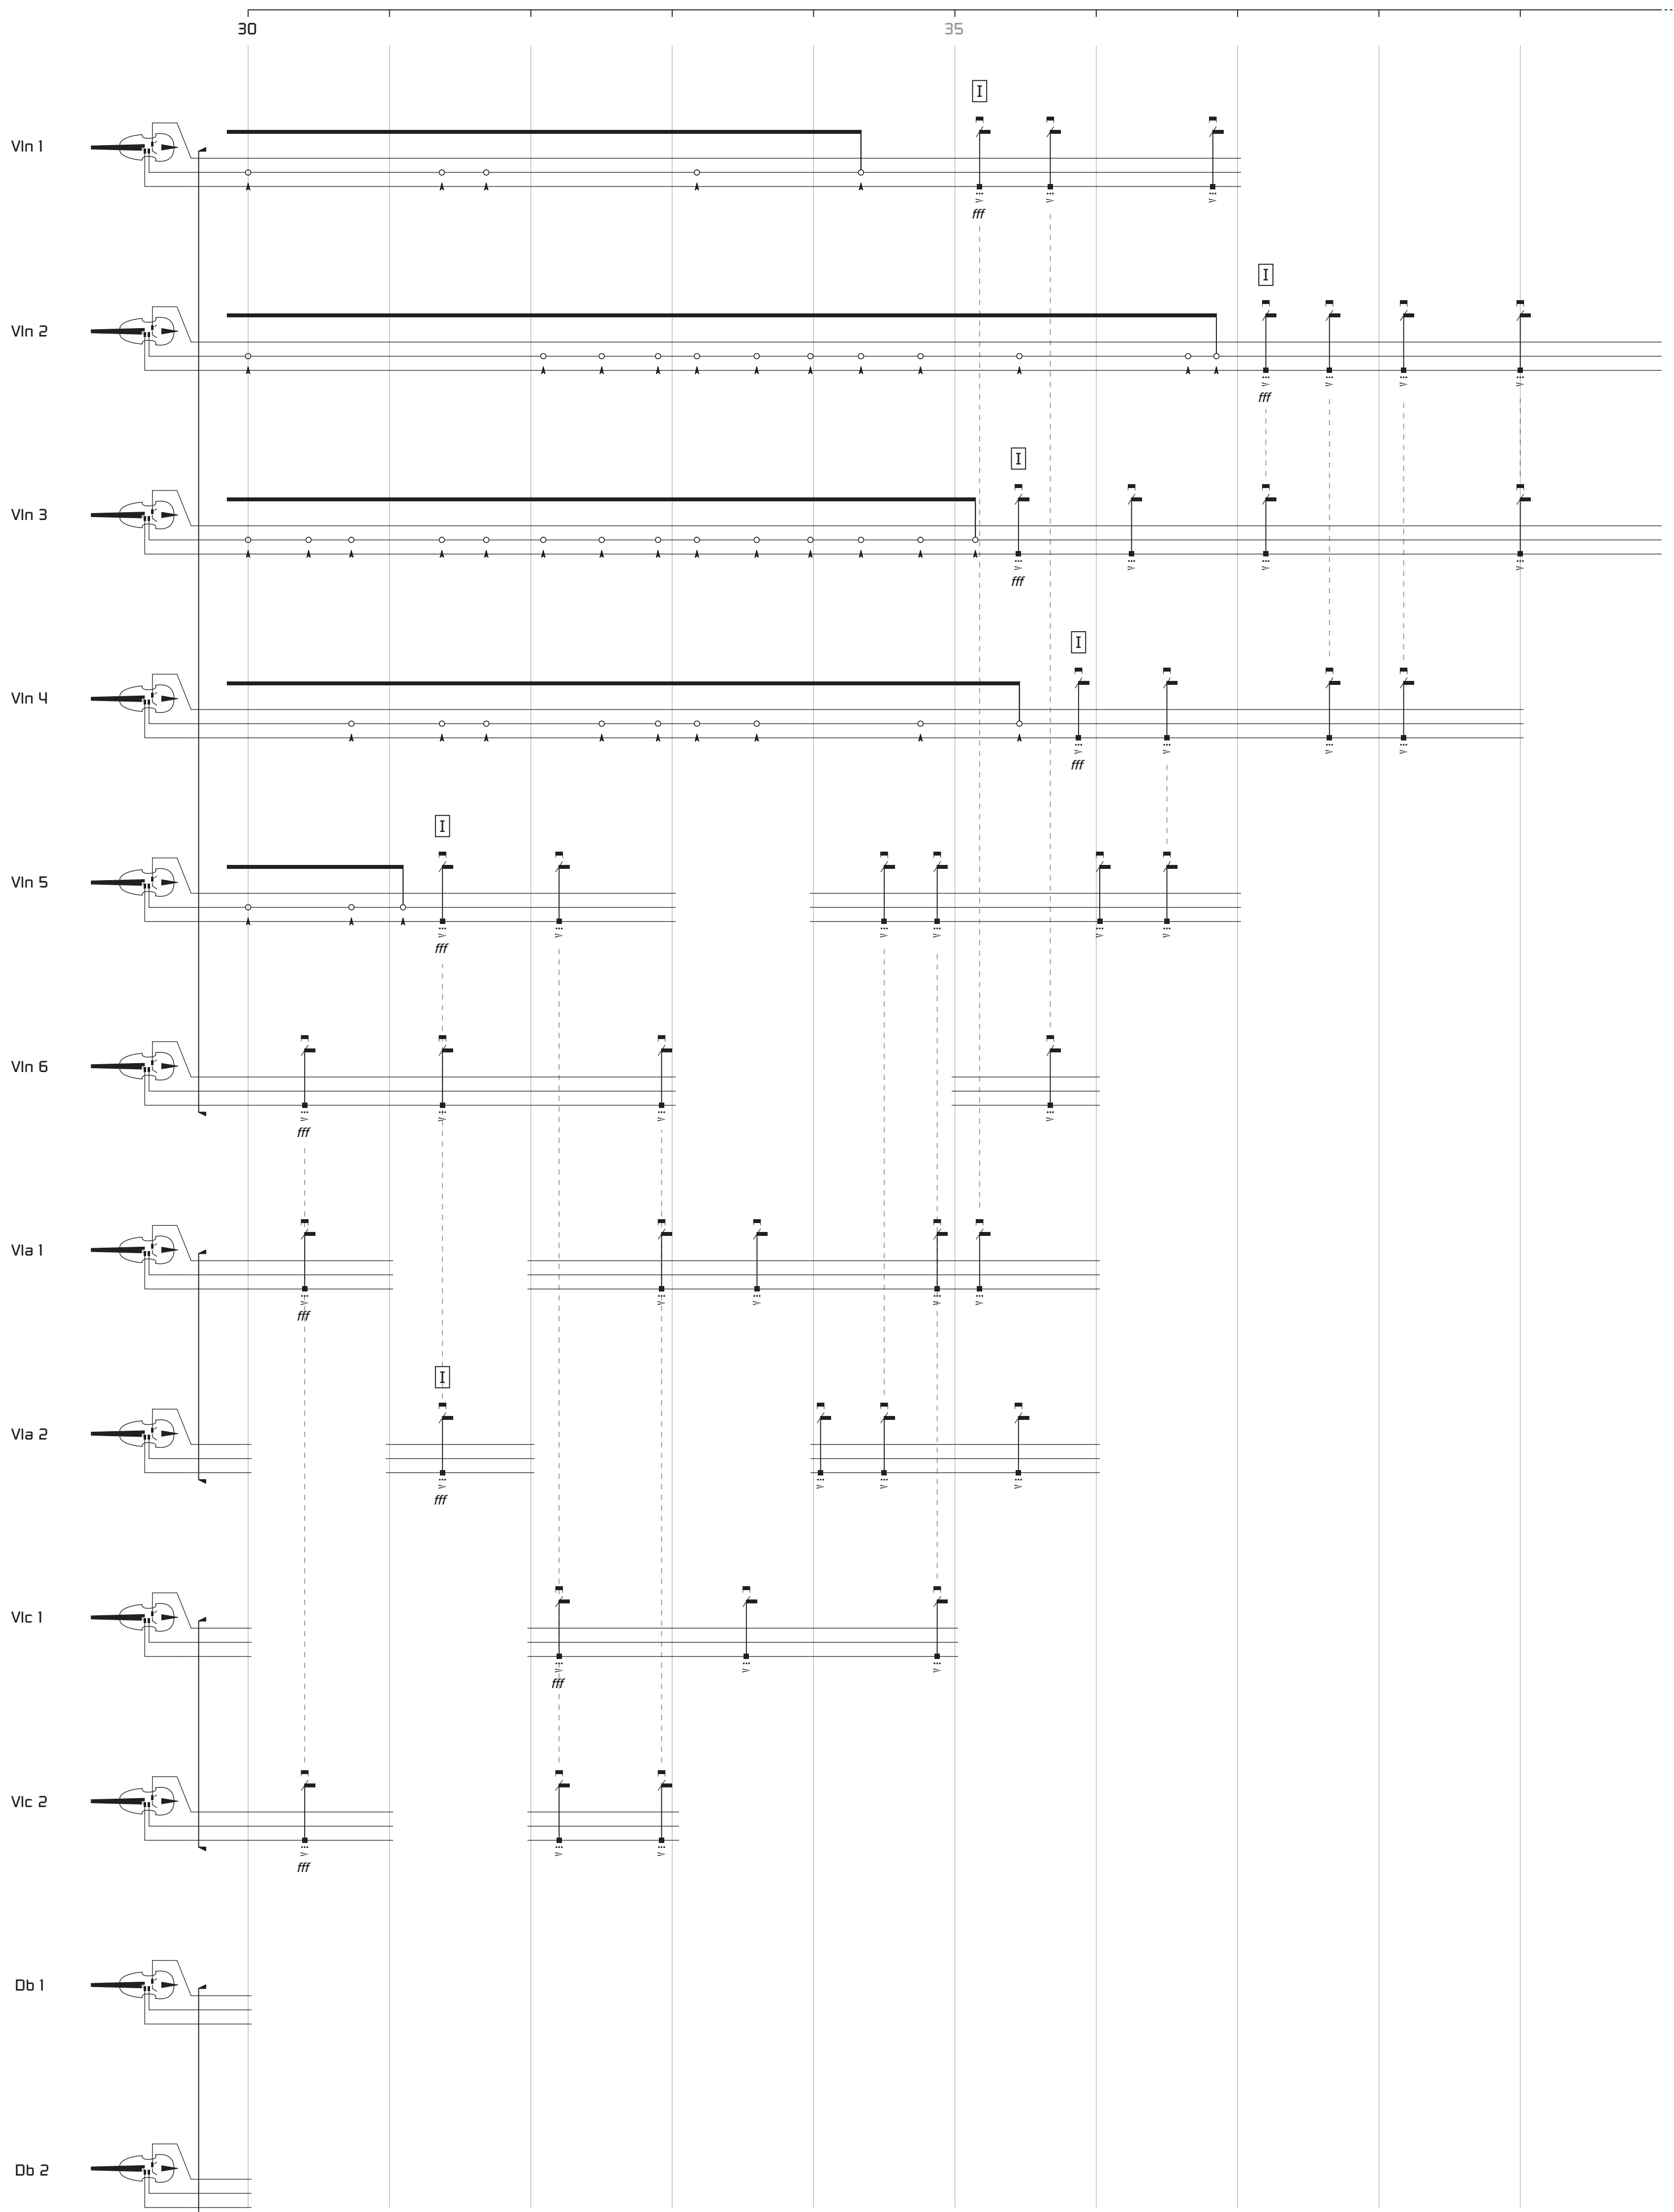 30 35
I
Vln 1
fff
I
Vln 2
fff
I
Vln 3
fff
I
Vln 4
fff
I
Vln 5
fff
Vln 6
fff
Vla 1
fff
I
Vla 2
fff
Vlc 1
fff
Vlc 2
fff
Db 1
Db 2